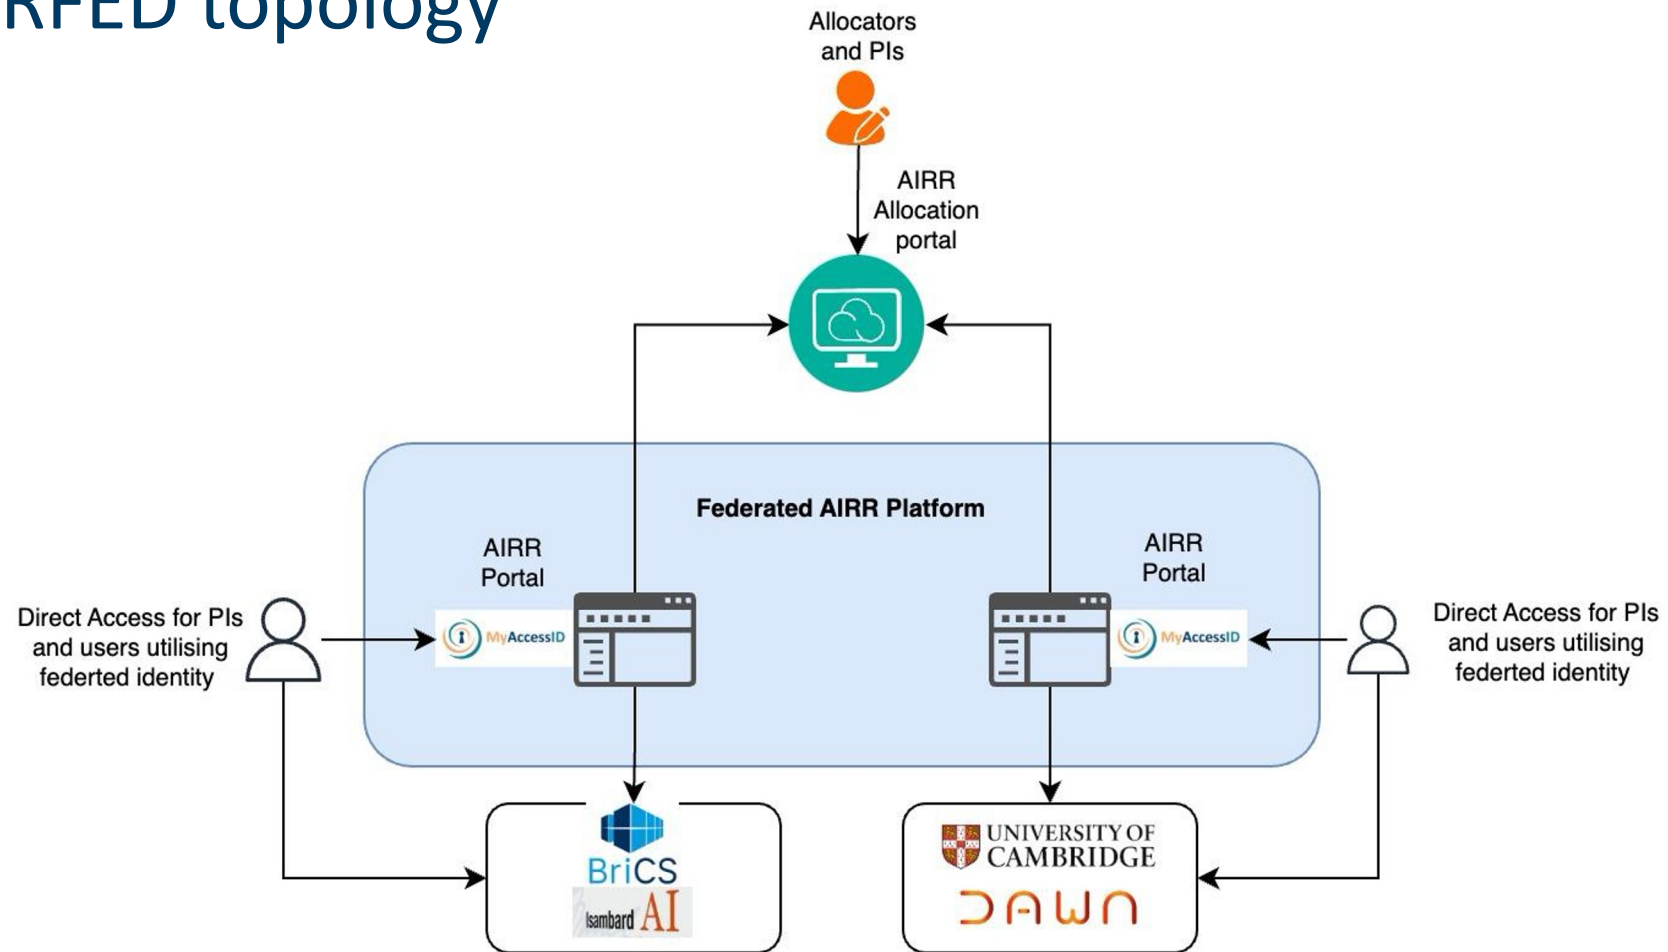 RFED topology
Allocators
and PIs
AIRR
Allocation
portal
Federated AIRR Platform
AIRR
Portal
AIRR
Portal
MyAccessID
MyAccessID
Direct Access for PIs
and users utilising
federted identity
Direct Access for PIs
and users utilising
federted identity
BriCS
Isambard AI
UNIVERSITY OF
CAMBRIDGE
DAWN